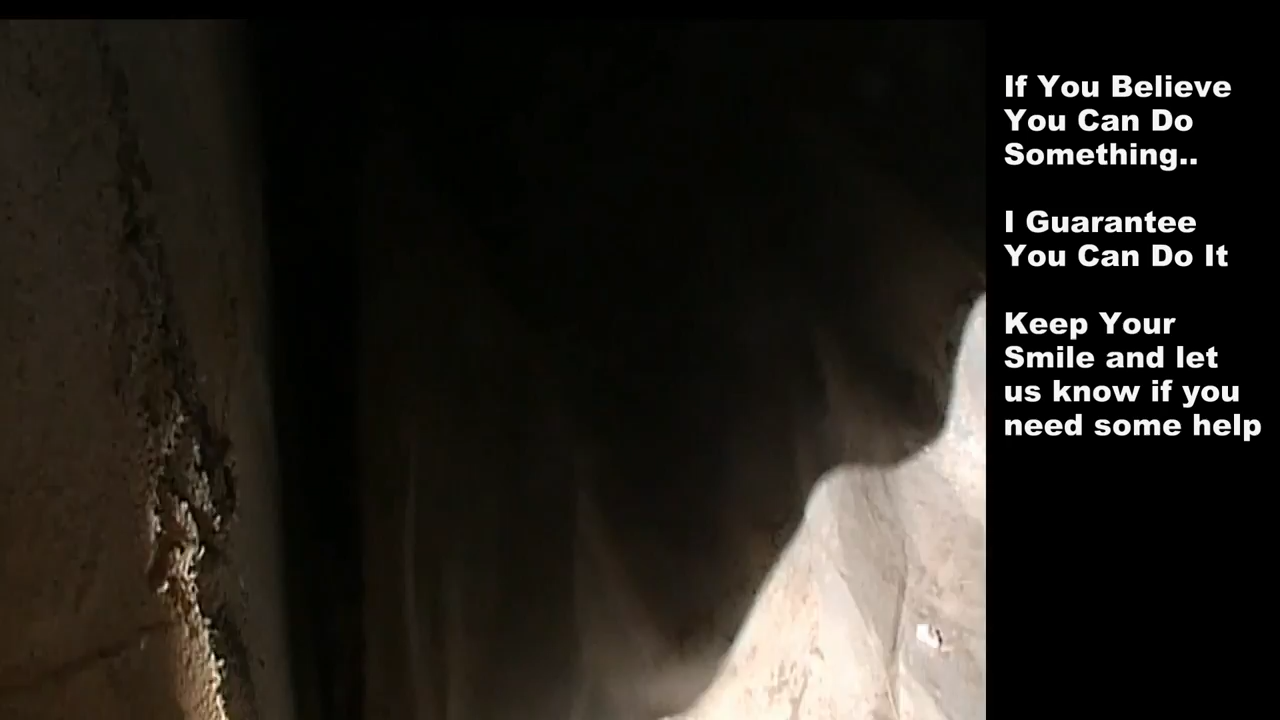 If You Believe
You Can Do
Something..
I Guarantee
You Can Do It
Keep Your
Smile and let
us know if you
need some help